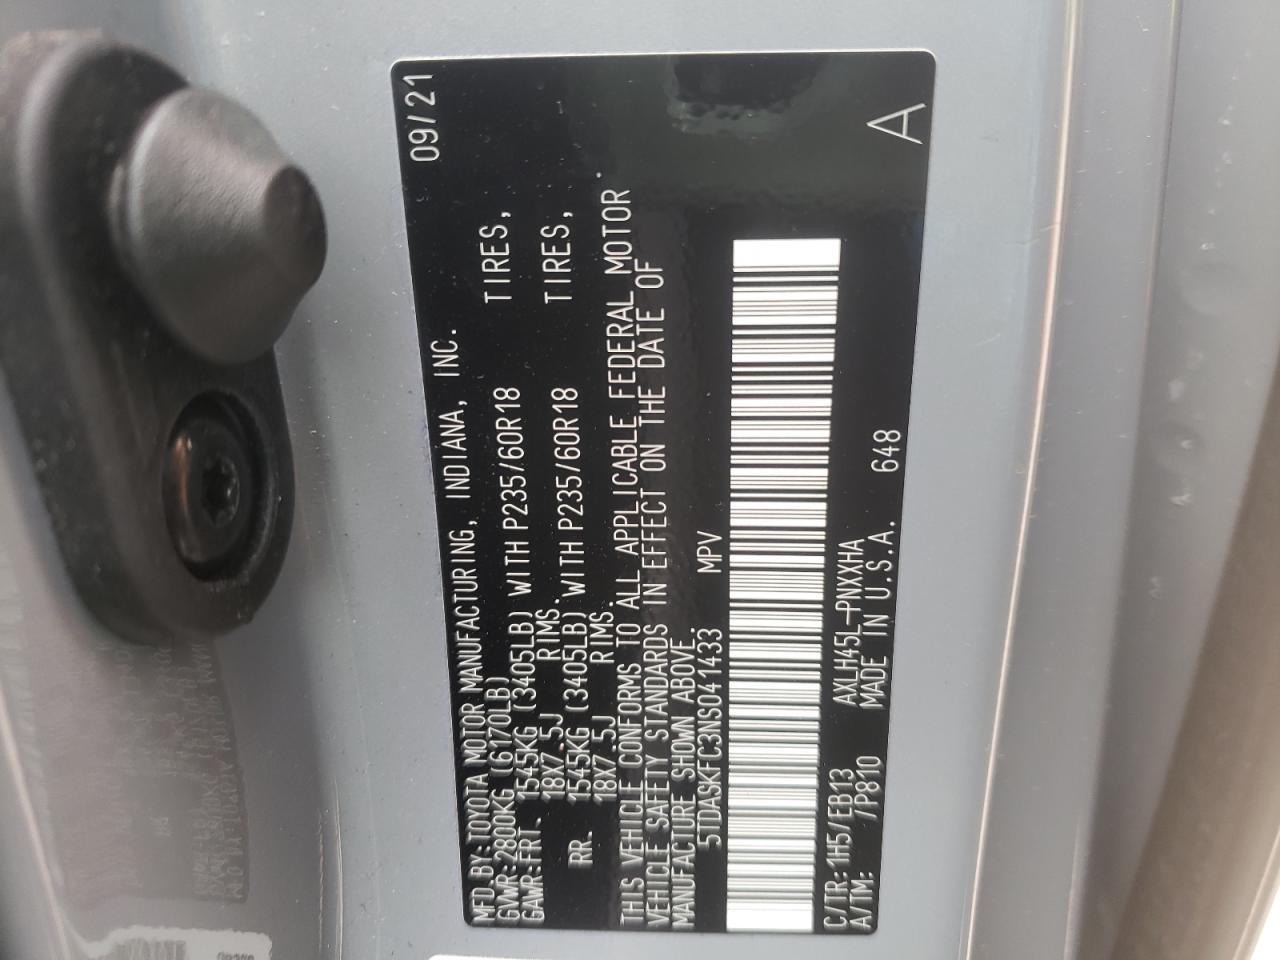 MFD BY: TOYOTA MOTOR MANUFACTURING, INDIANA, INC. 09/21
GVWR: 2800KG (6170LB)
GAWR: FRT. 1545KG (3405LB) WITH P235/60R18 TIRES,
18X7.5J RIMS.
RR. 1545KG (3405LB) WITH P235/60R18 TIRES,
18X7.5J RIMS.
THIS VEHICLE CONFORMS TO ALL APPLICABLE FEDERAL MOTOR
VEHICLE SAFETY STANDARDS IN EFFECT ON THE DATE OF
MANUFACTURE SHOWN ABOVE.
5TDASKFC3NS041433 MPV
C/TR: 1H5/EB13 AXLH45L-PNXXHA
A/TM: /P810 MADE IN U.S.A. 648 A